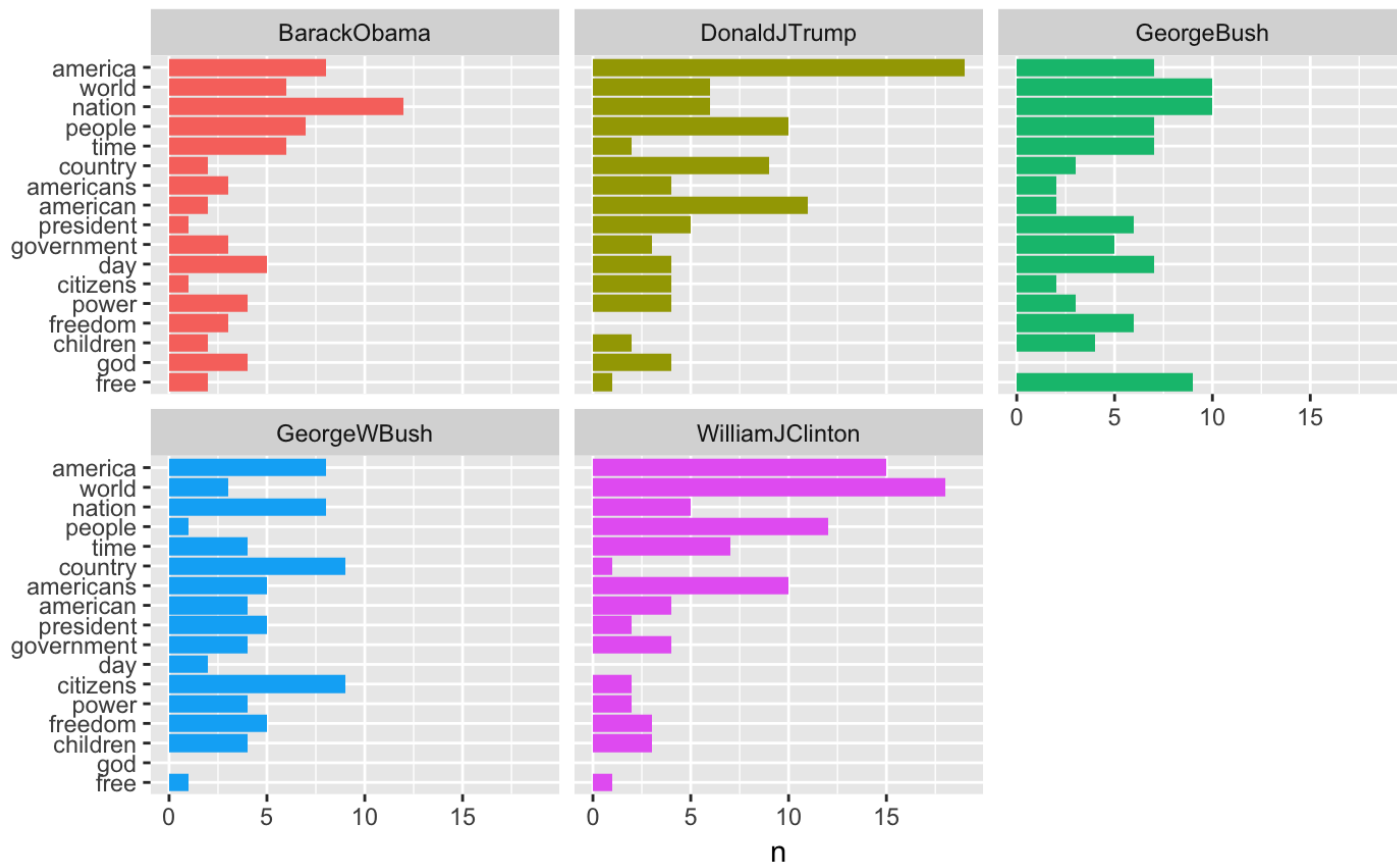 BarackObama DonaldJTrump GeorgeBush
america
world
nation
people
time
country
americans
american
president
government
day
citizens
power
freedom
children
god
free
0 5 10 15
GeorgeWBush WilliamJClinton
america
world
nation
people
time
country
americans
american
president
government
day
citizens
power
freedom
children
god
free
0 5 10 15 0 5 10 15
n